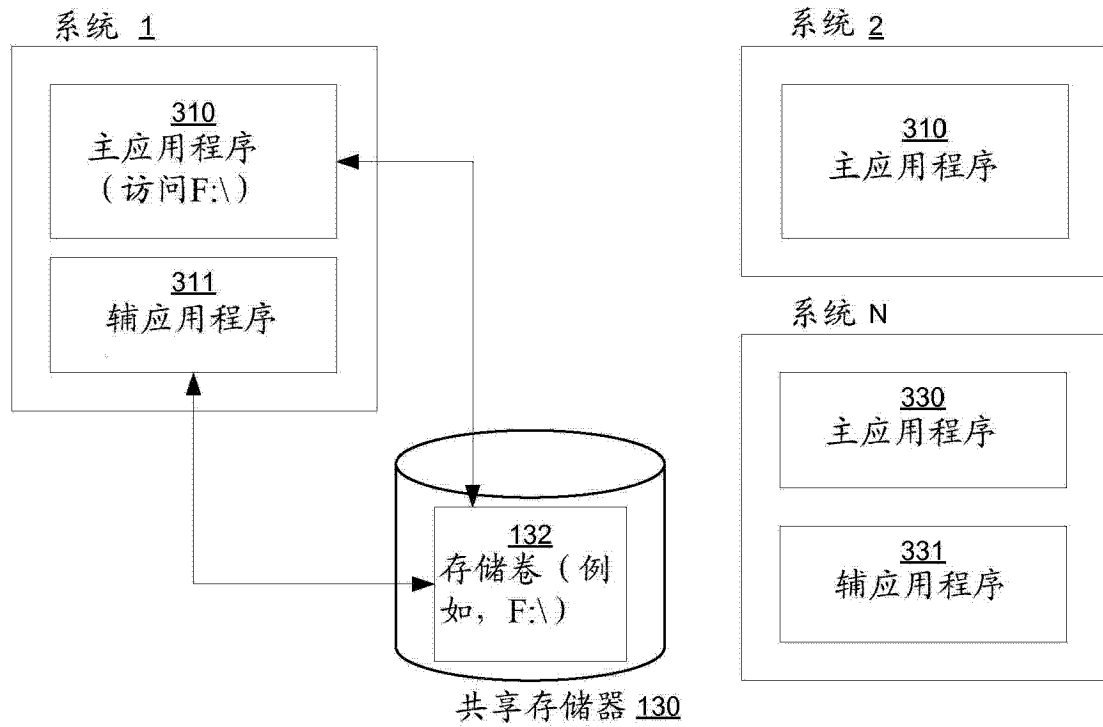 系统 1
310
主应用程序
（访问F:\）
311
辅应用程序
系统 2
310
主应用程序
系统 N
330
主应用程序
331
辅应用程序
132
存储卷（例
如，F:\）
共享存储器 130